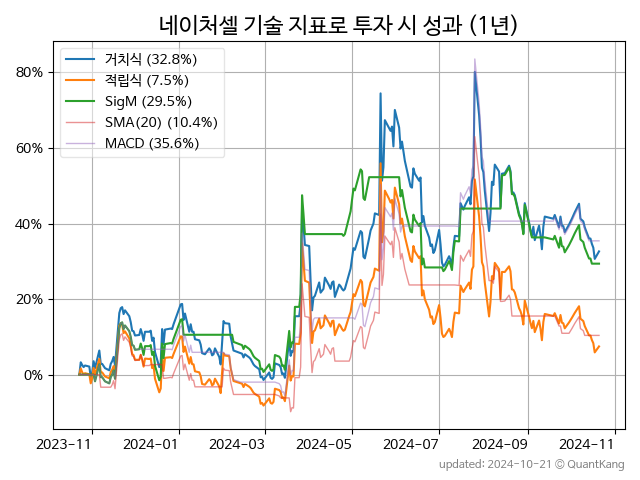 네이처셀 기술 지표로 투자 시 성과 (1년)
거치식 (32.8%)
적립식 (7.5%)
SigM (29.5%)
SMA(20) (10.4%)
MACD (35.6%)
80%
60%
40%
20%
0%
2023-11 2024-01 2024-03 2024-05 2024-07 2024-09 2024-11
updated: 2024-10-21 © QuantKang